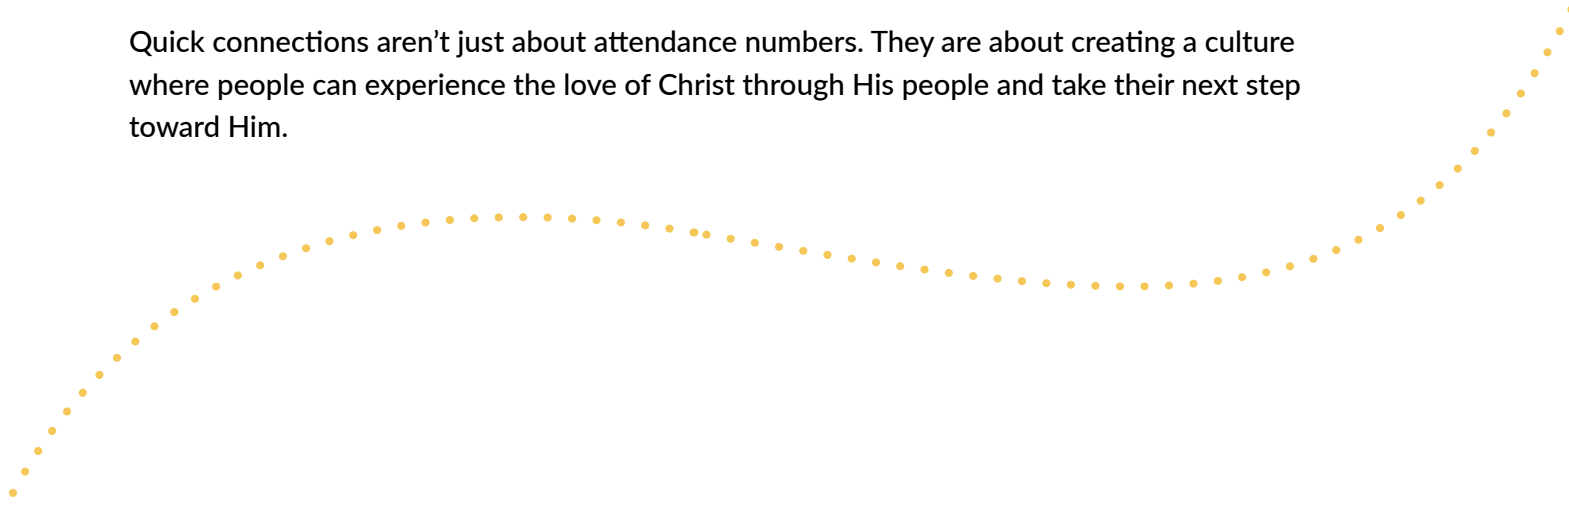 Quick connections aren’t just about attendance numbers. They are about creating a culture
where people can experience the love of Christ through His people and take their next step
toward Him.